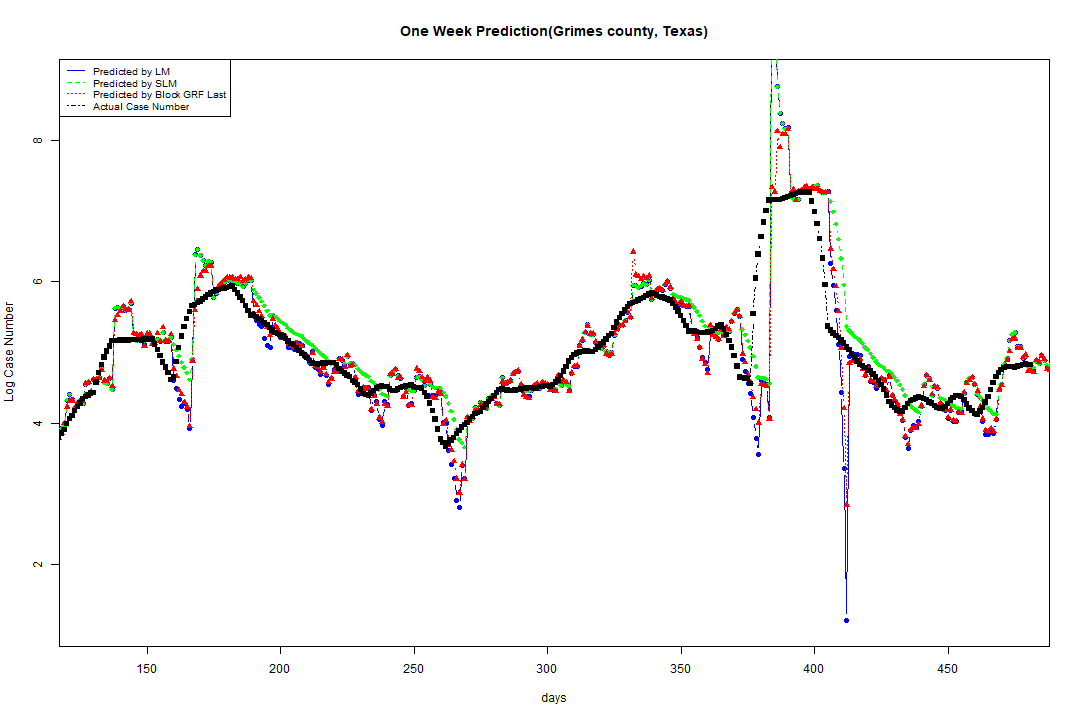 One Week Prediction(Grimes county, Texas)
Predicted by LM
Predicted by SLM
Predicted by Block GRF Last
Actual Case Number
8
6
4
2
Log Case Number
150 200 250 300 350 400 450
days